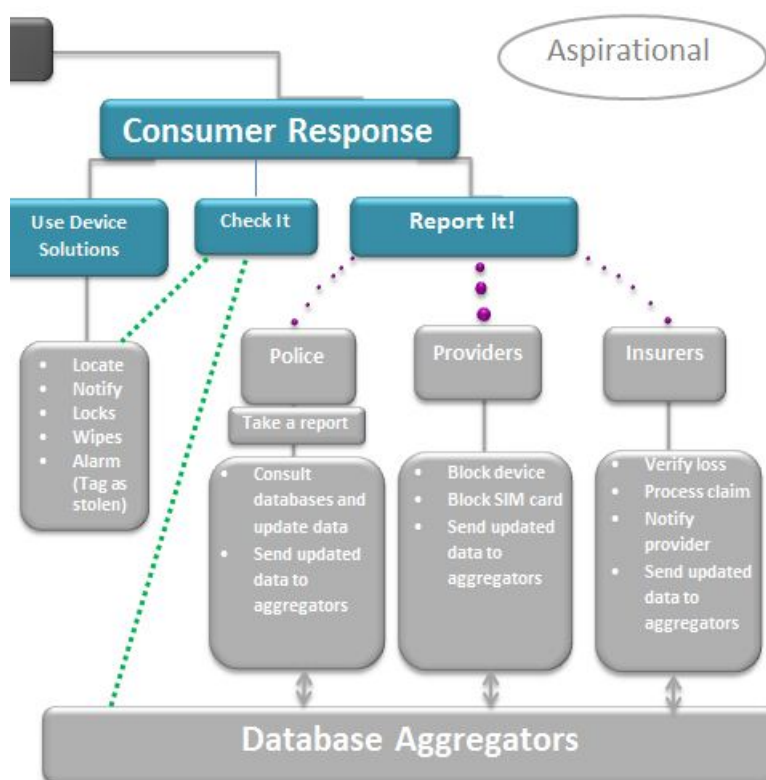 Aspirational
Consumer Response
Use Device
Solutions
Check It
Report It!
• Locate
• Notify
• Locks
• Wipes
• Alarm
(Tag as
stolen)
Police
Take a report
• Consult
databases and
update data
• Send updated
data to
aggregators
Providers
• Block device
• Block SIM card
• Send updated
data to
aggregators
Insurers
• Verify loss
• Process claim
• Notify
provider
• Send updated
data to
aggregators
Database Aggregators